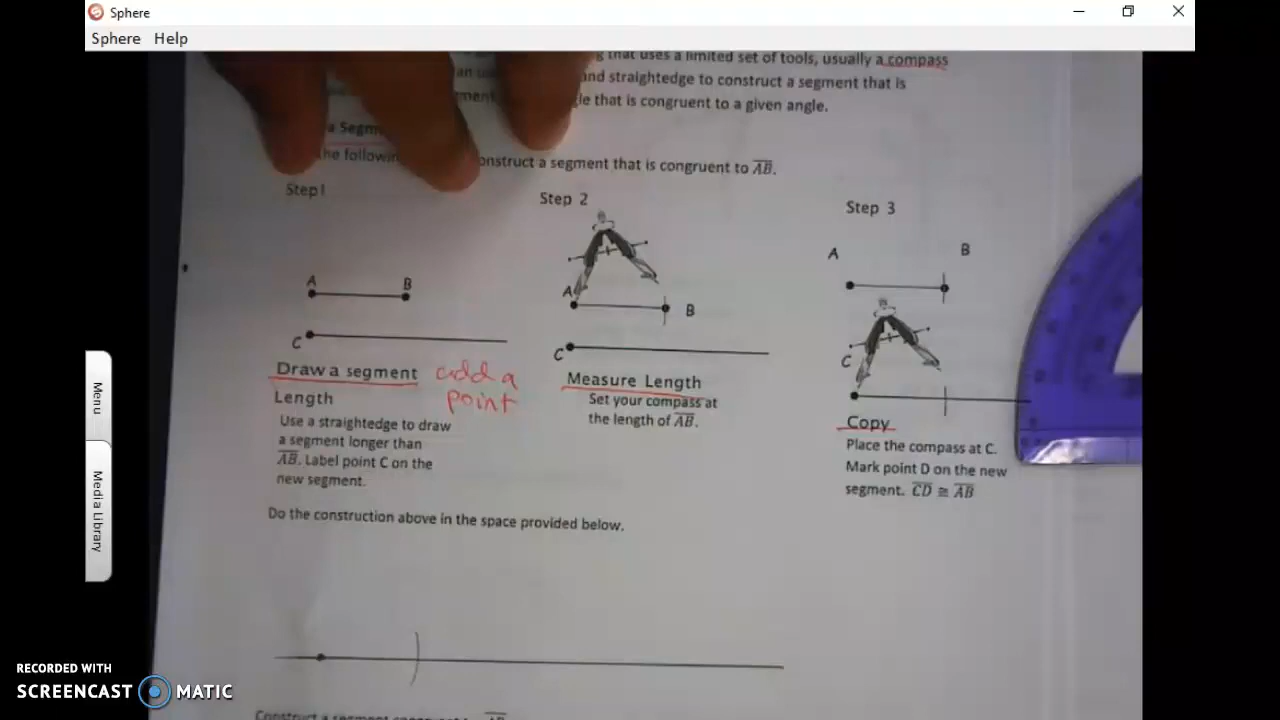 Sphere
Sphere Help
that uses a limited set of tools, usually a compass
and straightedge to construct a segment that is
that is congruent to a given angle.
a Segm
the following construct a segment that is congruent to AB.
Step 1
Step 2
Step 3
A B
C
A B
C
A B
C
Draw a segment add a
Length point
Use a straightedge to draw
a segment longer than
AB. Label point C on the
new segment.
Measure Length
Set your compass at
the length of AB.
Copy
Place the compass at C.
Mark point D on the new
segment. CD ≅ AB
Do the construction above in the space provided below.
Menu
Media Library
RECORDED WITH
SCREENCAST MATIC